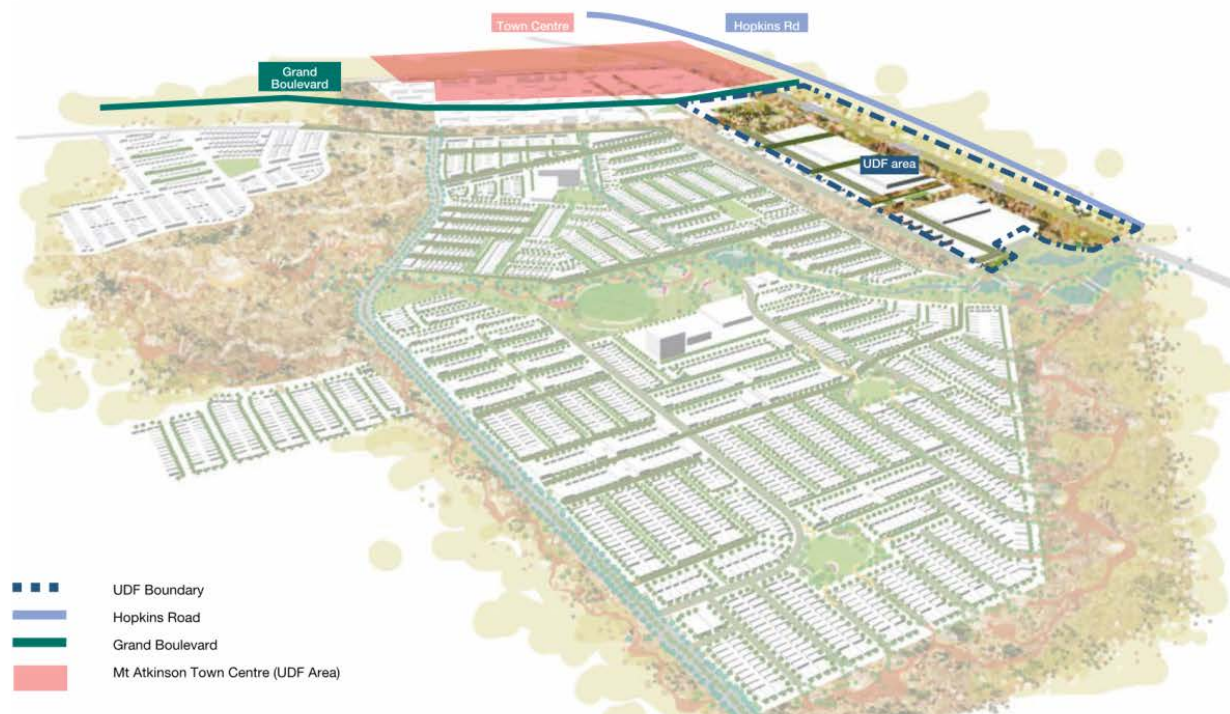 Town Centre
Hopkins Rd
Grand
Boulevard
UDF area
UDF Boundary
Hopkins Road
Grand Boulevard
Mt Atkinson Town Centre (UDF Area)